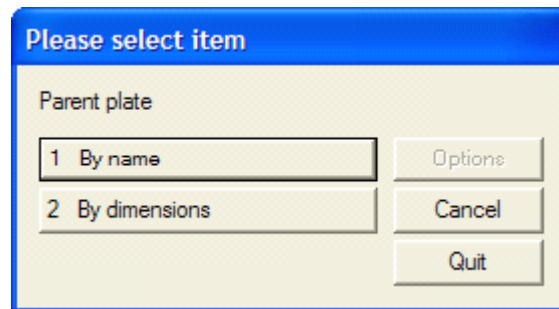 Please select item
Parent plate
1 By name
Options
2 By dimensions
Cancel
Quit